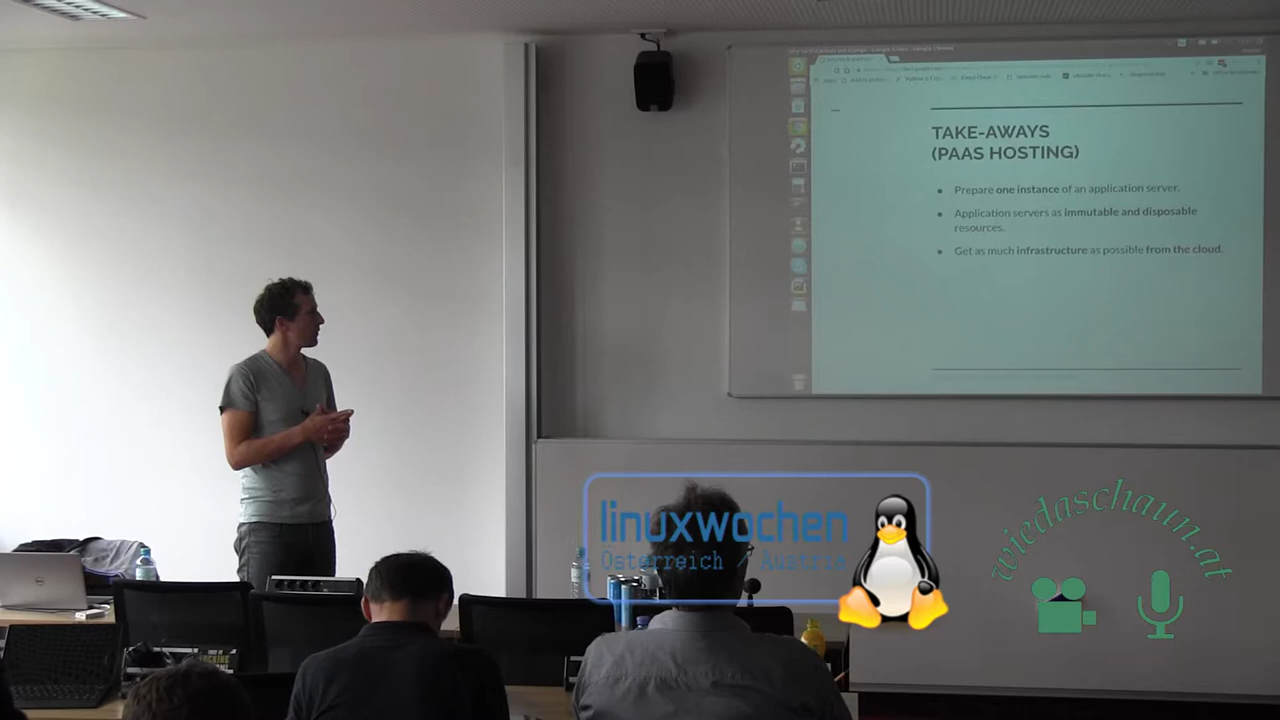 TAKE-AWAYS
(PAAS HOSTING)
● Prepare one instance of an application server.
● Application servers as immutable and disposable
resources.
● Get as much infrastructure as possible from the cloud.
linuxwochen
Österreich / Austria
wiedaschaun.at